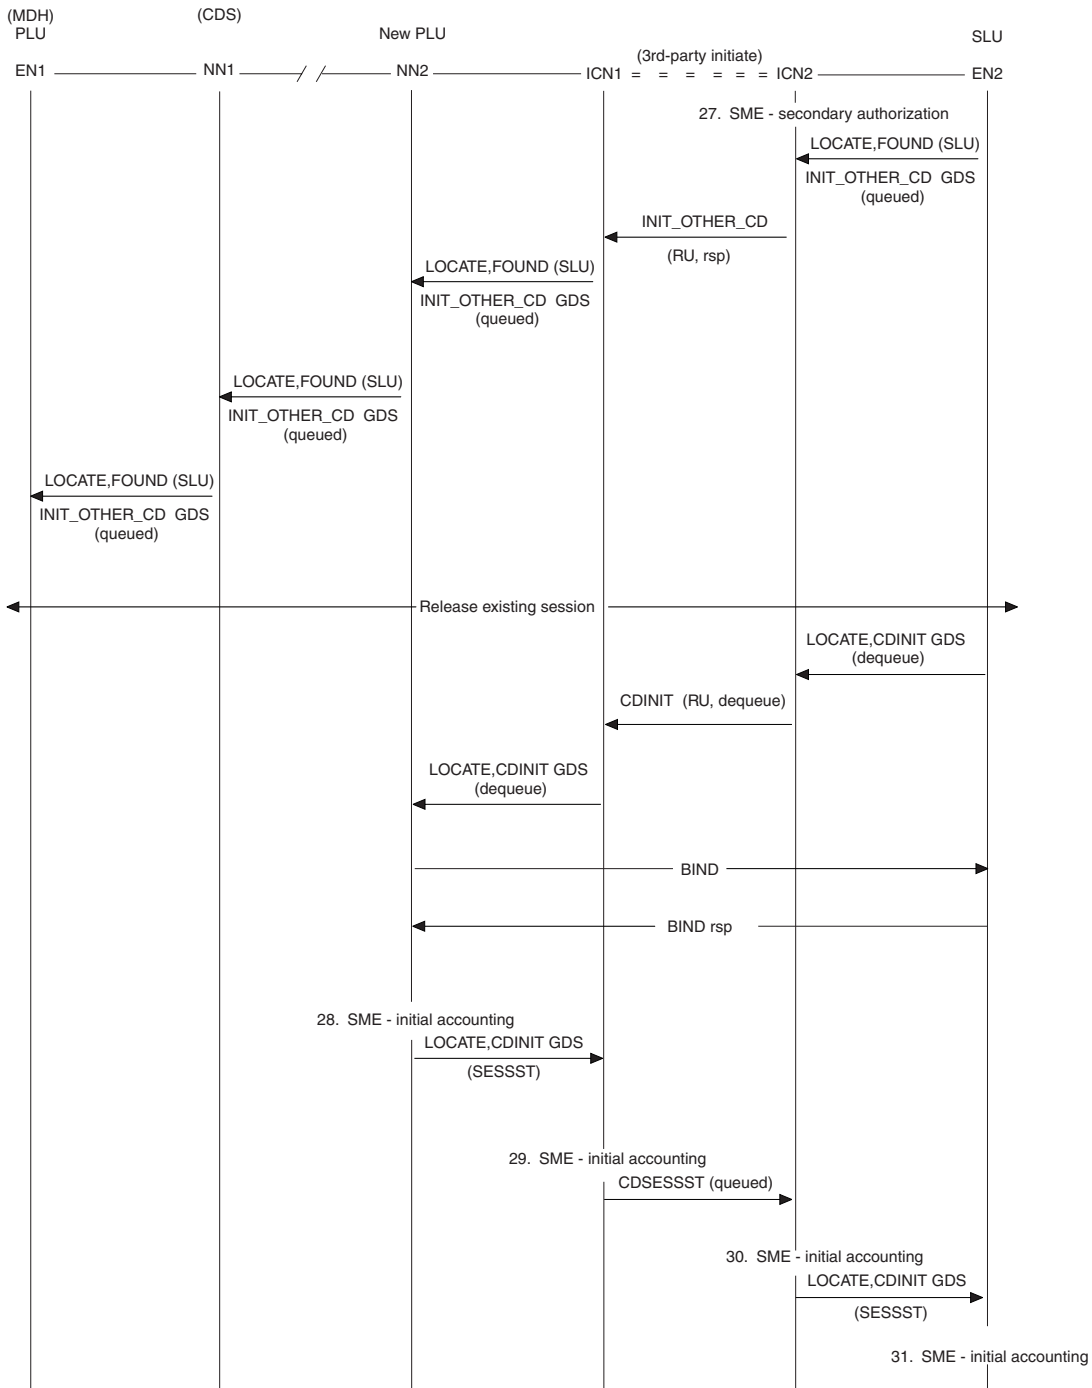 (MDH)
(CDS)
PLU
New PLU
SLU
(3rd-party initiate)
EN1
NN1
NN2
ICN1
ICN2
EN2
27. SME - secondary authorization
LOCATE,FOUND (SLU)
INIT_OTHER_CD GDS
(queued)
INIT_OTHER_CD
(RU, rsp)
LOCATE,FOUND (SLU)
INIT_OTHER_CD GDS
(queued)
LOCATE,FOUND (SLU)
INIT_OTHER_CD GDS
(queued)
LOCATE,FOUND (SLU)
INIT_OTHER_CD GDS
(queued)
Release existing session
LOCATE,CDINIT GDS
(dequeue)
CDINIT (RU, dequeue)
LOCATE,CDINIT GDS
(dequeue)
BIND
BIND rsp
28. SME - initial accounting
LOCATE,CDINIT GDS
(SESSST)
29. SME - initial accounting
CDSESSST (queued)
30. SME - initial accounting
LOCATE,CDINIT GDS
(SESSST)
31. SME - initial accounting